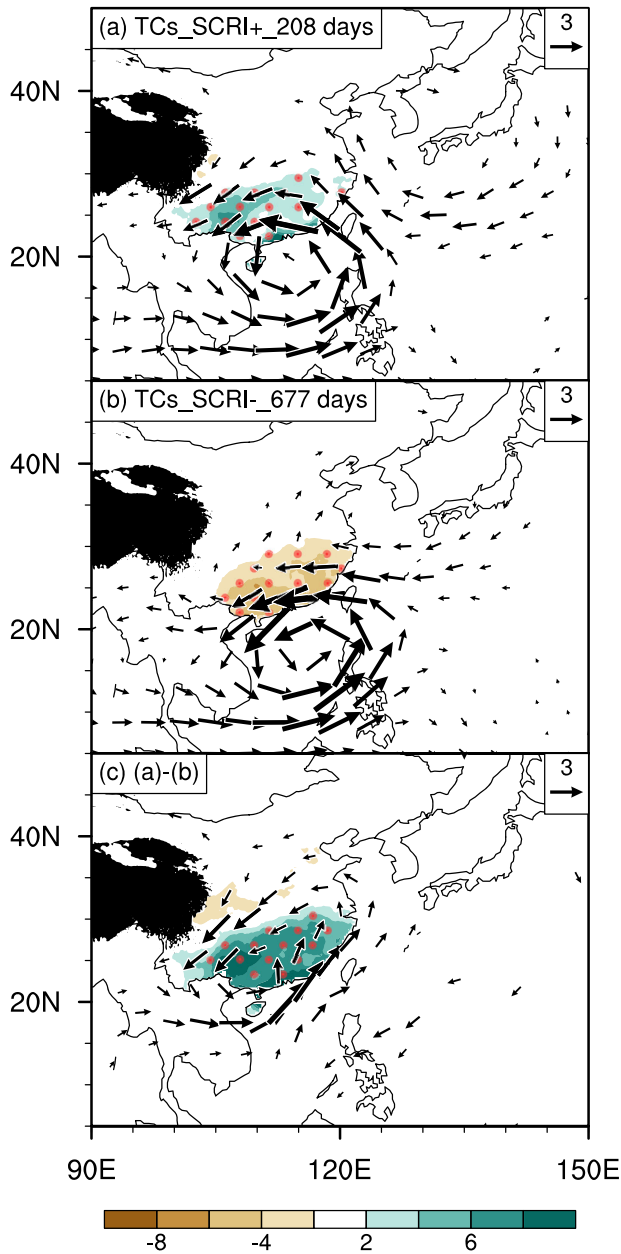 (a) TCs_SCRI+_208 days
3
40N
20N
(b) TCs_SCRI-_677 days
3
40N
20N
(c) (a)-(b)
3
40N
20N
90E 120E 150E
-8 -4 2 6